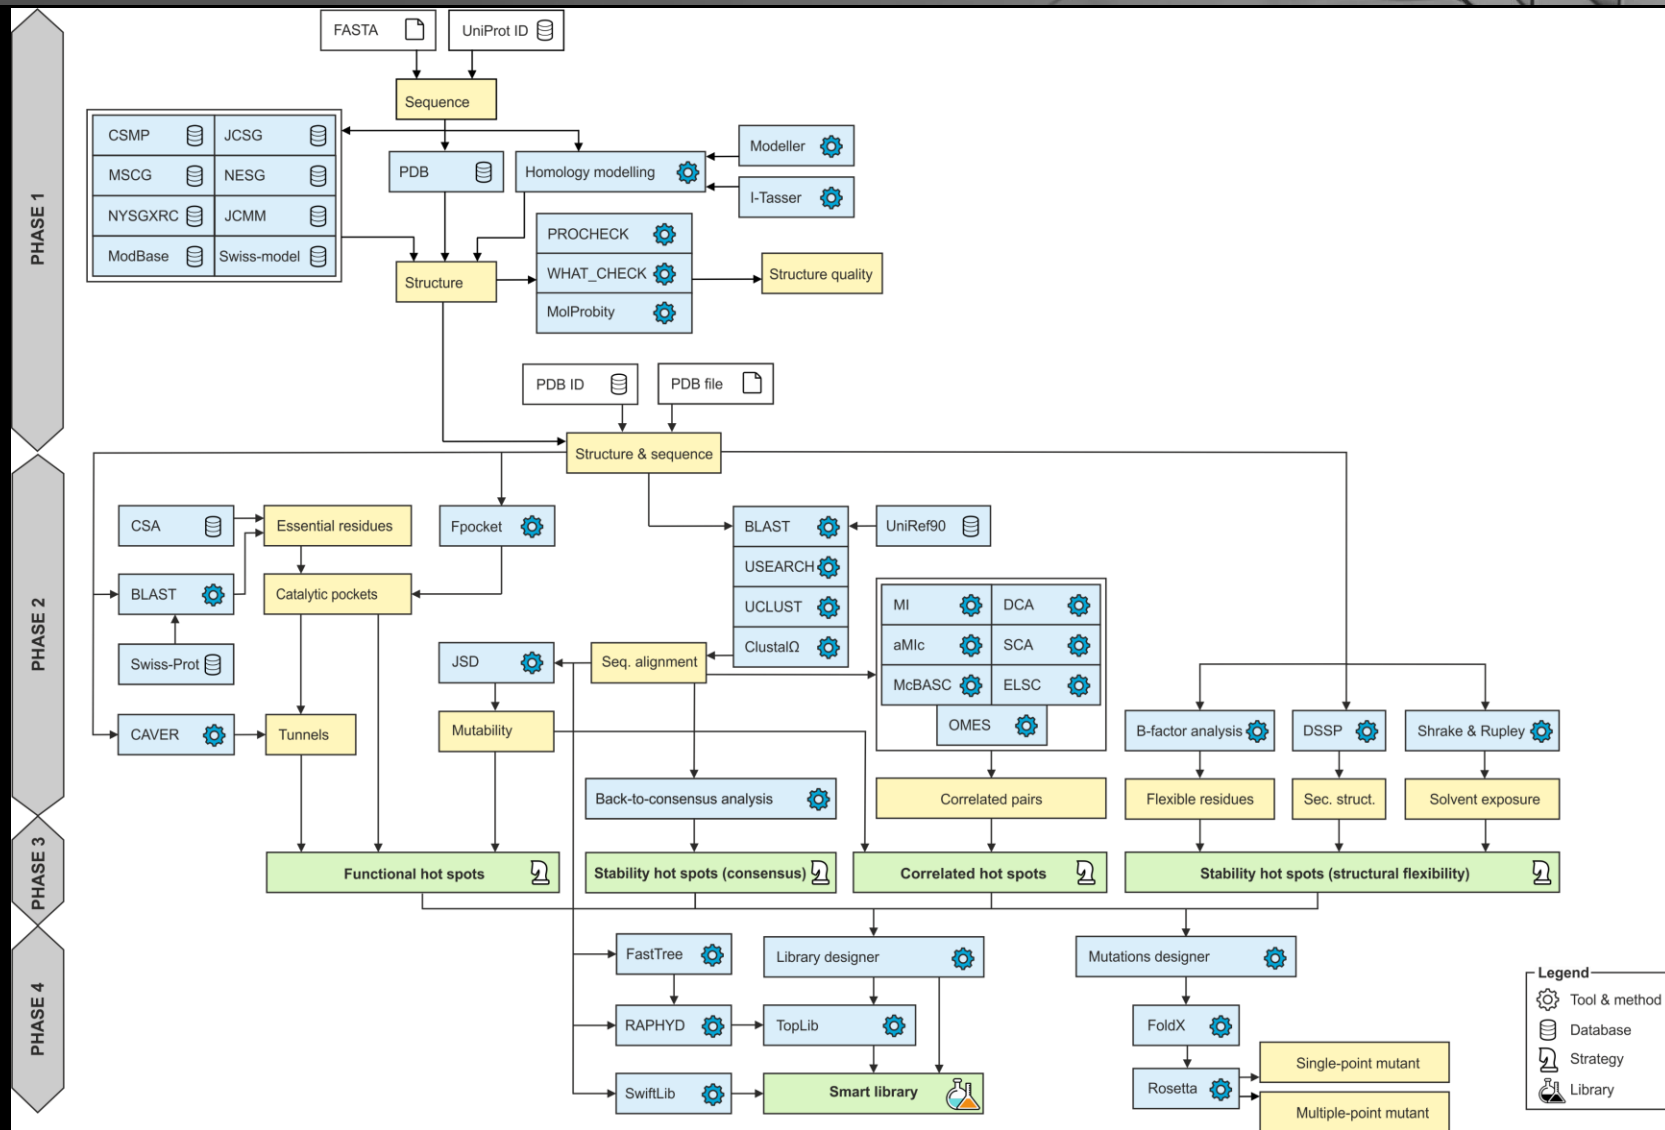 PHASE 1
FASTA
UniProt ID
Sequence
CSMP
JCSG
MSCG
NESG
NYSGXRC
JCMM
ModBase
Swiss-model
PDB
Homology modelling
Modeller
I-Tasser
PROCHECK
WHAT_CHECK
MolProbity
Structure
Structure quality
PDB ID
PDB file
Structure & sequence
PHASE 2
CSA
Essential residues
Fpocket
BLAST
UniRef90
USEARCH
BLAST
Catalytic pockets
UCLUST
MI
DCA
ClustalΩ
aMIc
SCA
Swiss-Prot
JSD
Seq. alignment
McBASC
ELSC
OMES
CAVER
Tunnels
Mutability
B-factor analysis
DSSP
Shrake & Rupley
Back-to-consensus analysis
Correlated pairs
Flexible residues
Sec. struct.
Solvent exposure
PHASE 3
Functional hot spots
Stability hot spots (consensus)
Correlated hot spots
Stability hot spots (structural flexibility)
PHASE 4
FastTree
Library designer
Mutations designer
RAPHYD
TopLib
FoldX
SwiftLib
Smart library
Rosetta
Single-point mutant
Multiple-point mutant
Legend
Tool & method
Database
Strategy
Library